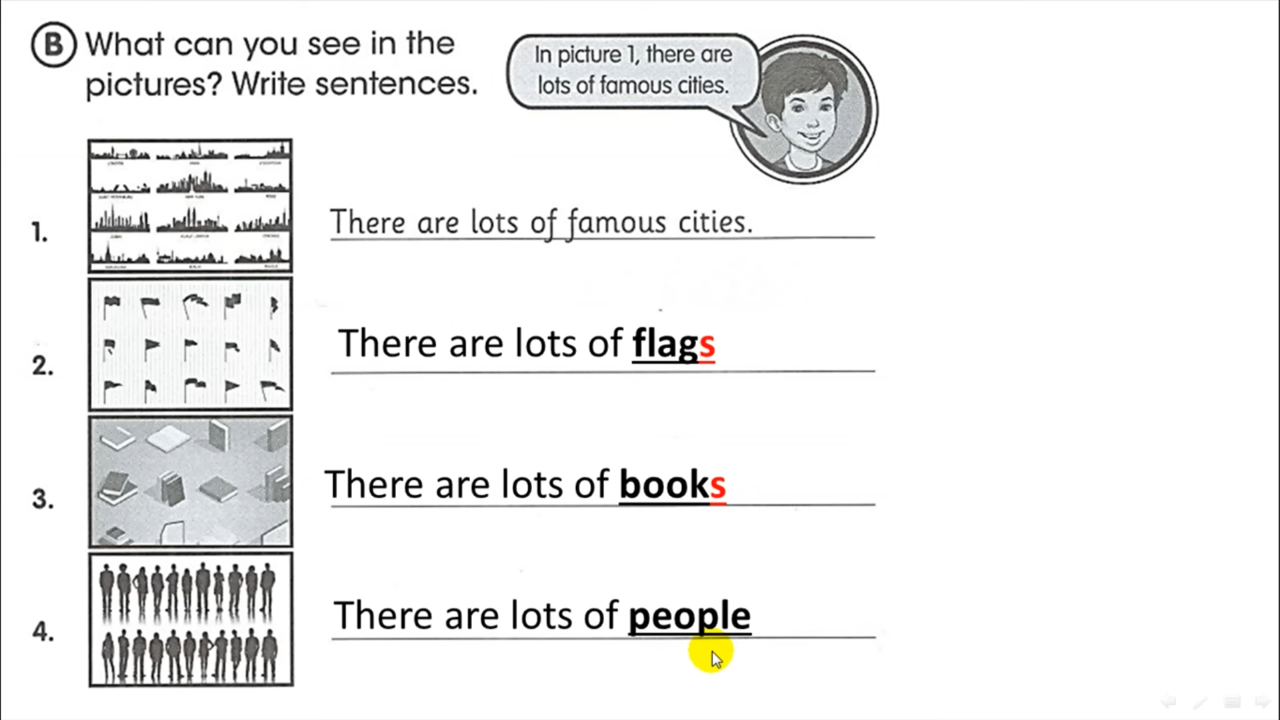 B What can you see in the
pictures? Write sentences.
In picture 1, there are
lots of famous cities.
1.
There are lots of famous cities.
2.
There are lots of flags
3.
There are lots of books
4.
There are lots of people